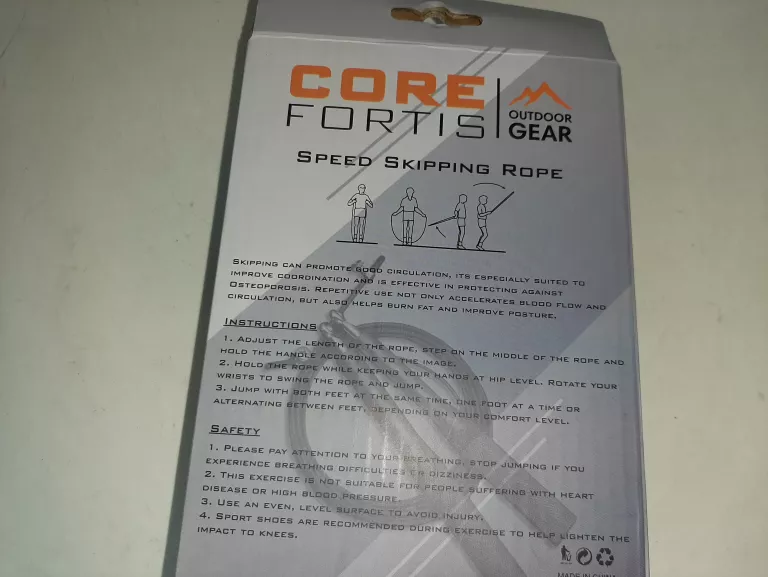 CORE
FORTIS
OUTDOOR
GEAR
SPEED SKIPPING ROPE
SKIPPING CAN PROMOTE GOOD CIRCULATION, ITS ESPECIALLY SUITED TO
IMPROVE COORDINATION AND IS EFFECTIVE IN PROTECTING AGAINST
OSTEOPOROSIS. REPETITIVE USE NOT ONLY ACCELERATES BLOOD FLOW AND
CIRCULATION, BUT ALSO HELPS BURN FAT AND IMPROVE POSTURE.
INSTRUCTIONS
1. ADJUST THE LENGTH OF THE ROPE, STEP ON THE MIDDLE OF THE ROPE AND
HOLD THE HANDLE ACCORDING TO THE IMAGE.
2. HOLD THE ROPE WHILE KEEPING YOUR HANDS AT HIP LEVEL. ROTATE YOUR
WRISTS TO SWING THE ROPE AND JUMP.
3. JUMP WITH BOTH FEET AT THE SAME TIME, ONE FOOT AT A TIME OR
ALTERNATING BETWEEN FEET, DEPENDING ON YOUR COMFORT LEVEL.
SAFETY
1. PLEASE PAY ATTENTION TO YOUR BREATHING, STOP JUMPING IF YOU
EXPERIENCE BREATHING DIFFICULTIES OR DIZZINESS.
2. THIS EXERCISE IS NOT SUITABLE FOR PEOPLE SUFFERING WITH HEART
DISEASE OR HIGH BLOOD PRESSURE.
3. USE AN EVEN, LEVEL SURFACE TO AVOID INJURY.
4. SPORT SHOES ARE RECOMMENDED DURING EXERCISE TO HELP LIGHTEN THE
IMPACT TO KNEES.
MADE IN CHINA